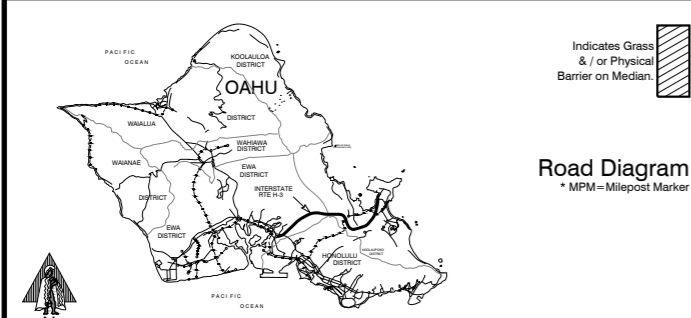 PACIFIC
OCEAN
KOOLAULOA
DISTRICT
OAHU
DISTRICT
WAIALUA
WAHIAWA
DISTRICT
WAIANAE
EWA
DISTRICT
INTERSTATE
RTE H-3
DISTRICT
EWA
DISTRICT
HONOLULU
DISTRICT
DISTRICT
PACIFIC
OCEAN
Indicates Grass
& / or Physical
Barrier on Median.
Road Diagram
* MPM=Milepost Marker